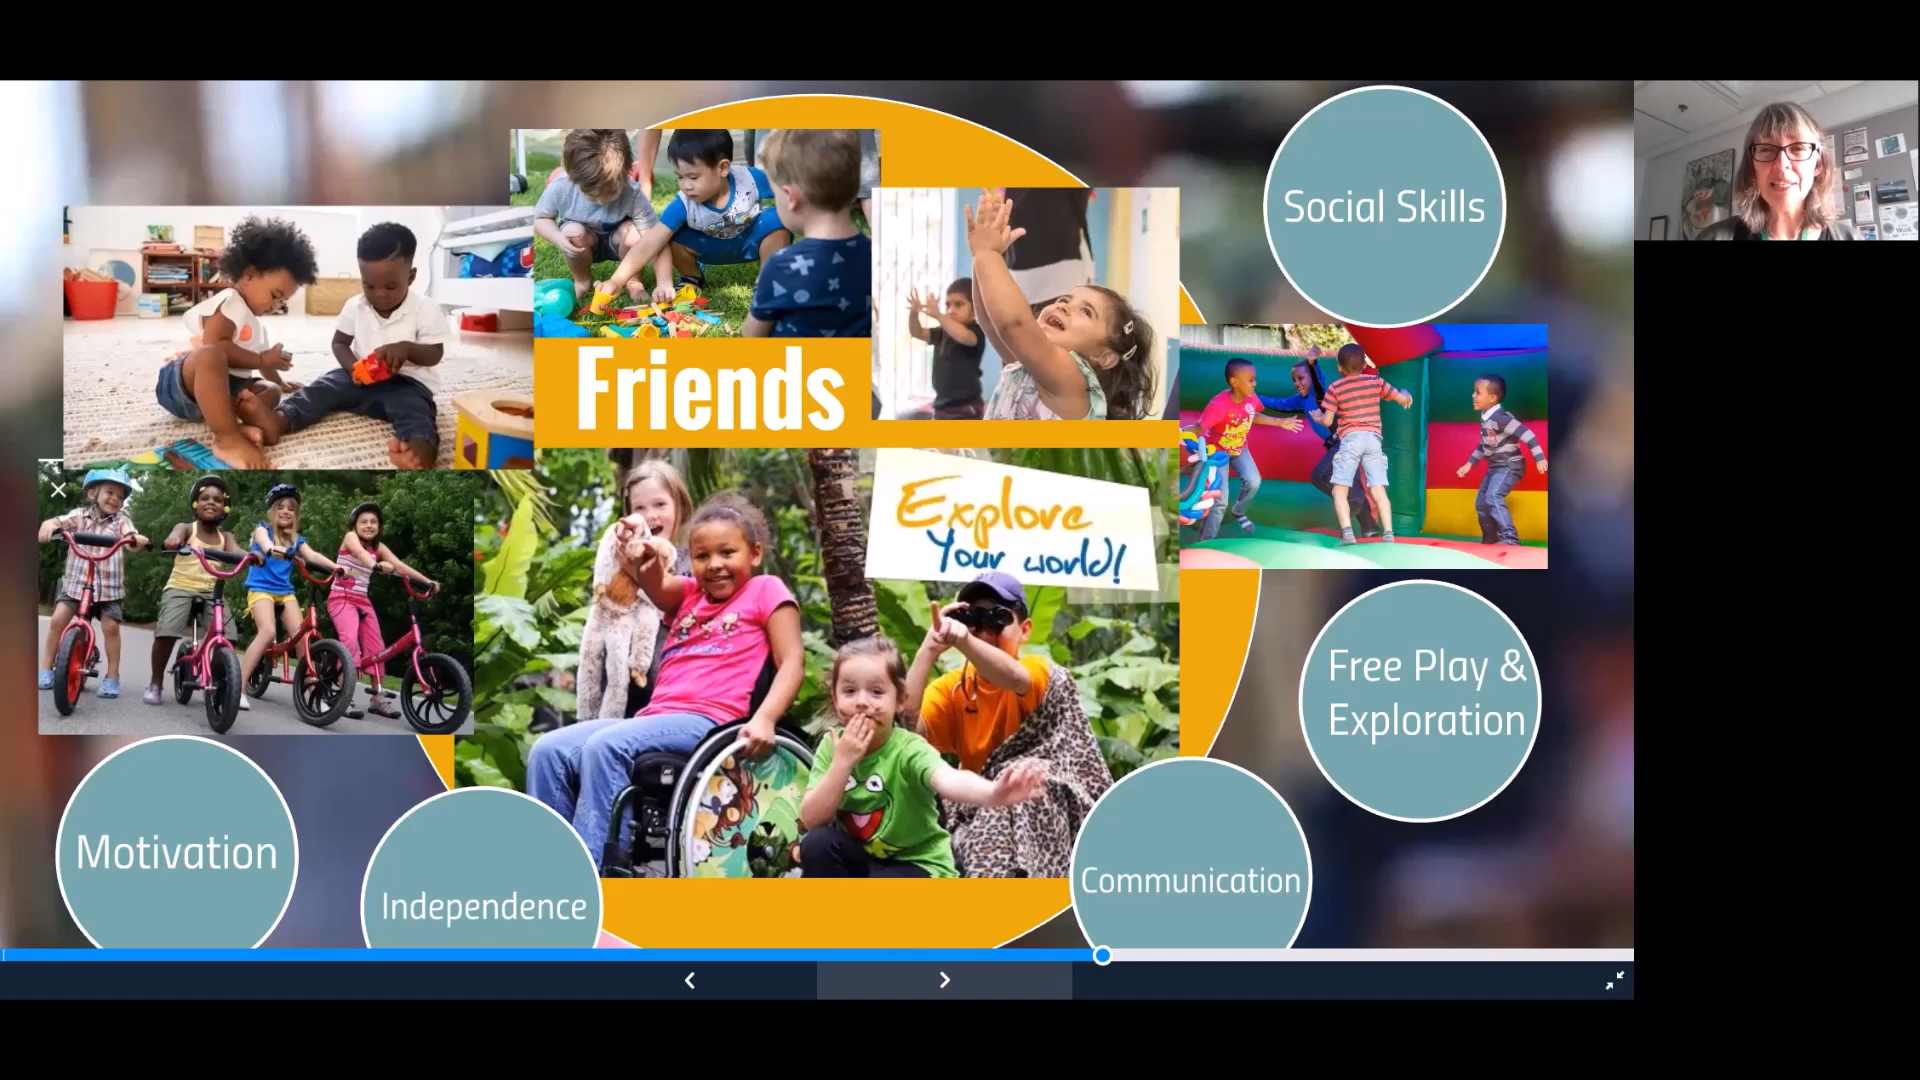 Social Skills
Friends
Explore
Your world!
Free Play &
Exploration
Motivation
Independence
Communication